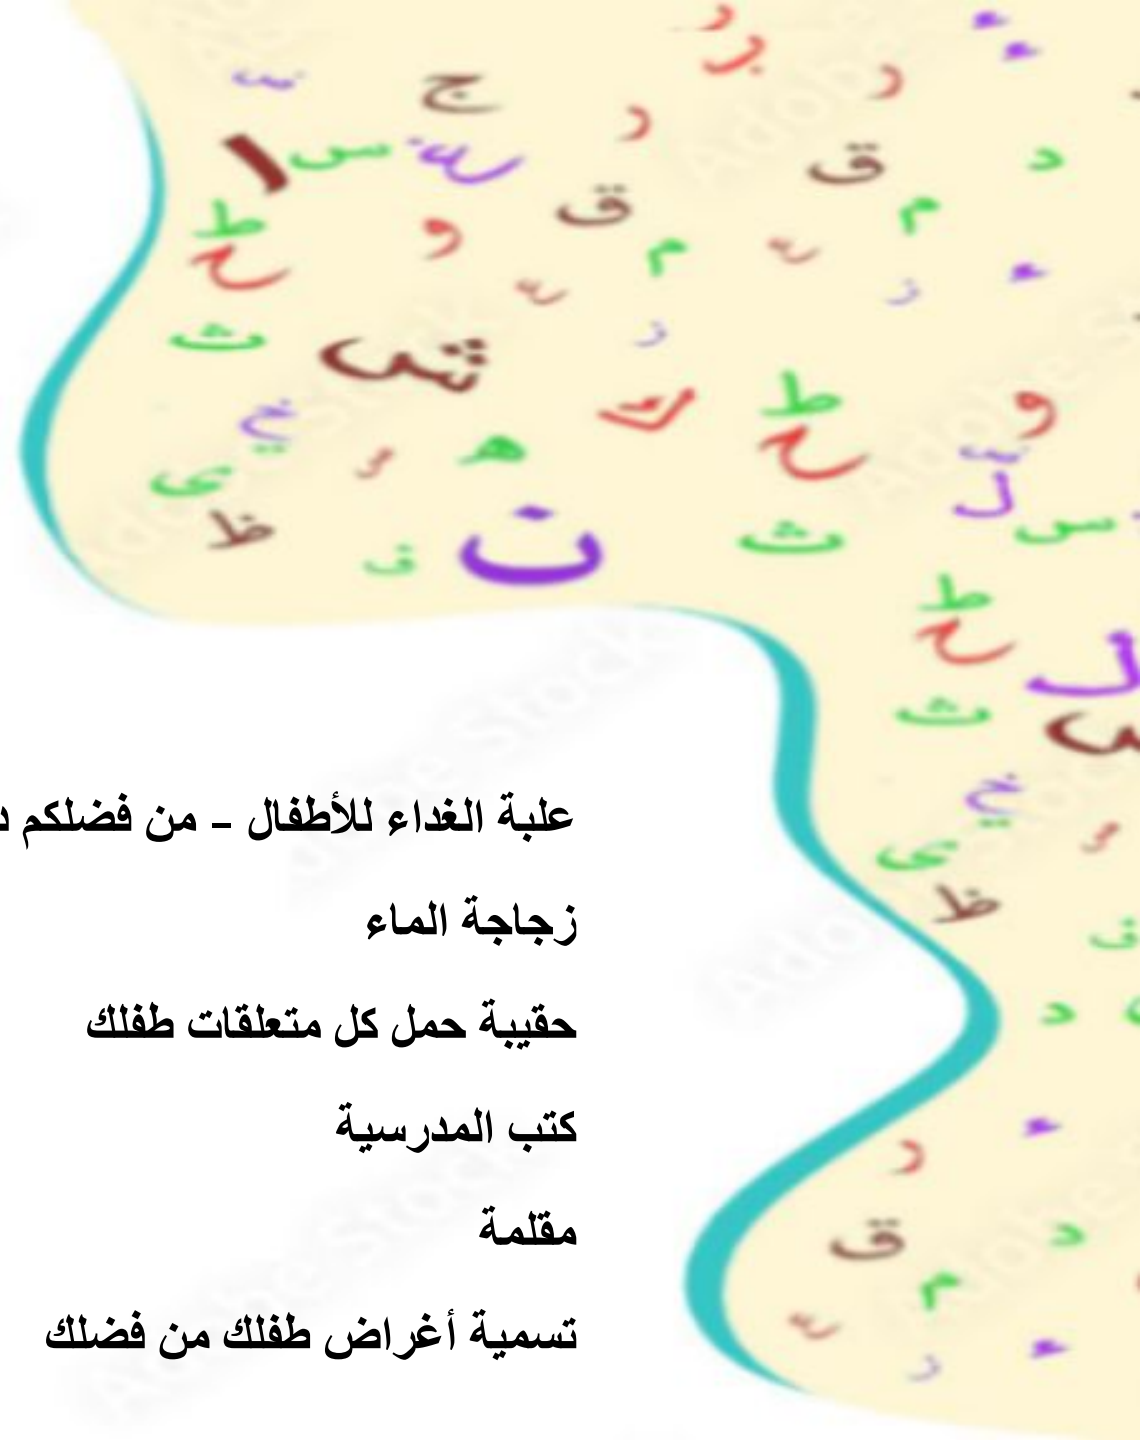 علبة الغداء للأطفال - من فضلكم
زجاجة الماء
حقيبة حمل كل متعلقات طفلك
كتب المدرسية
مقلمة
تسمية أغراض طفلك من فضلك